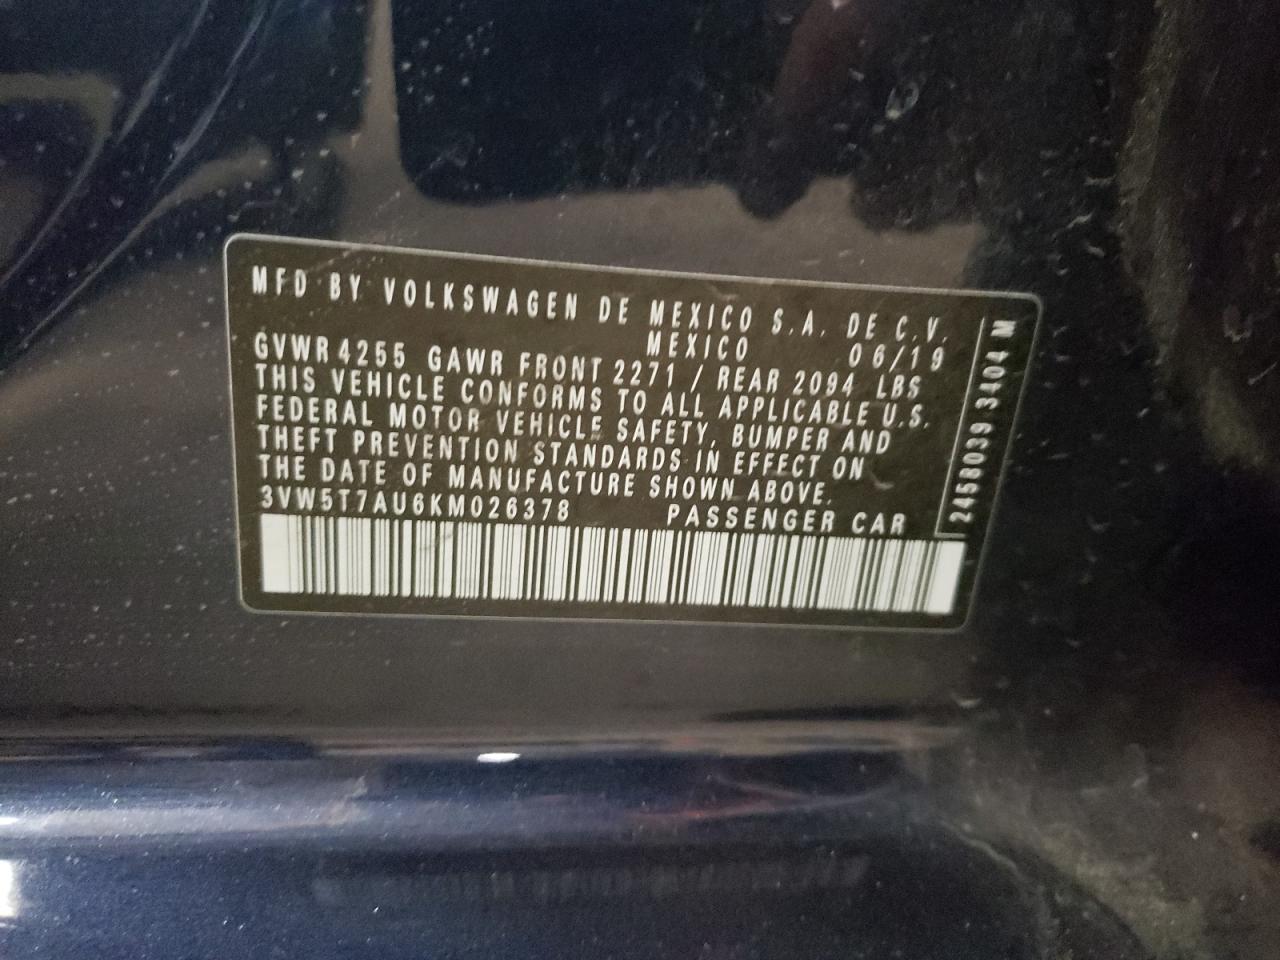 MFD BY VOLKSWAGEN DE MEXICO S.A. DE C.V.
MEXICO 06/19
GVWR 4255 GAWR FRONT 2271 / REAR 2094 LBS
THIS VEHICLE CONFORMS TO ALL APPLICABLE U.S.
FEDERAL MOTOR VEHICLE SAFETY, BUMPER AND
THEFT PREVENTION STANDARDS IN EFFECT ON
THE DATE OF MANUFACTURE SHOWN ABOVE.
3VW5T7AU6KM026378 PASSENGER CAR
2458039 3404 M